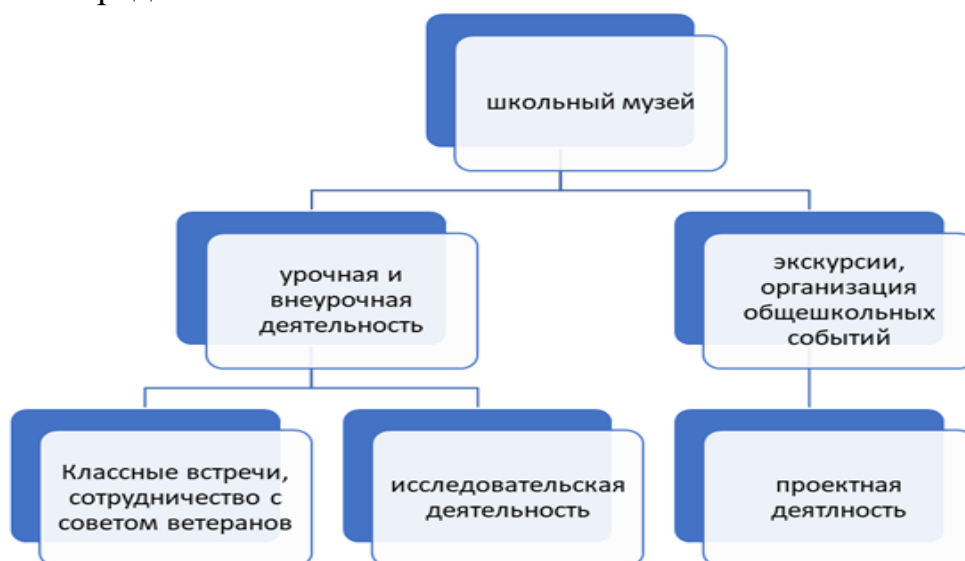 школьный музей
урочная и
внеурочная
деятельность
экскурсии,
организация
общешкольных
событий
Классные встречи,
сотрудничество с
советом ветеранов
исследовательская
деятельность
проектная
деятлность